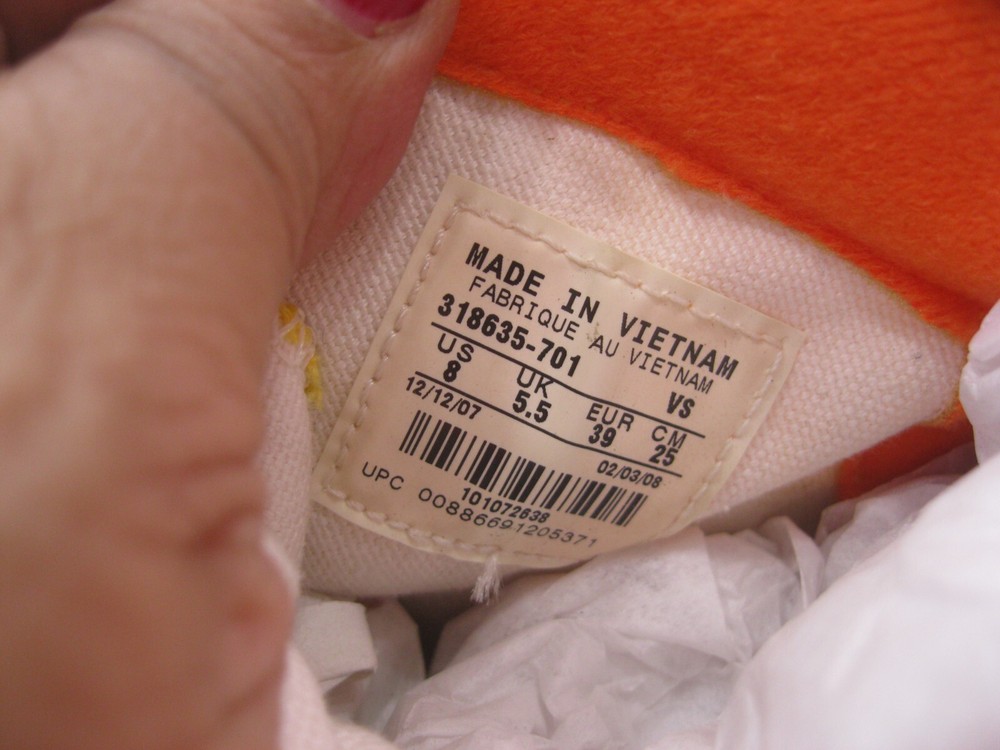 MADE IN VIETNAM
FABRIQUE AU VIETNAM
318635-701 VS
US UK EUR CM
8 5.5 39 25
12/12/07 02/03/08
101072638
UPC 00886691205371